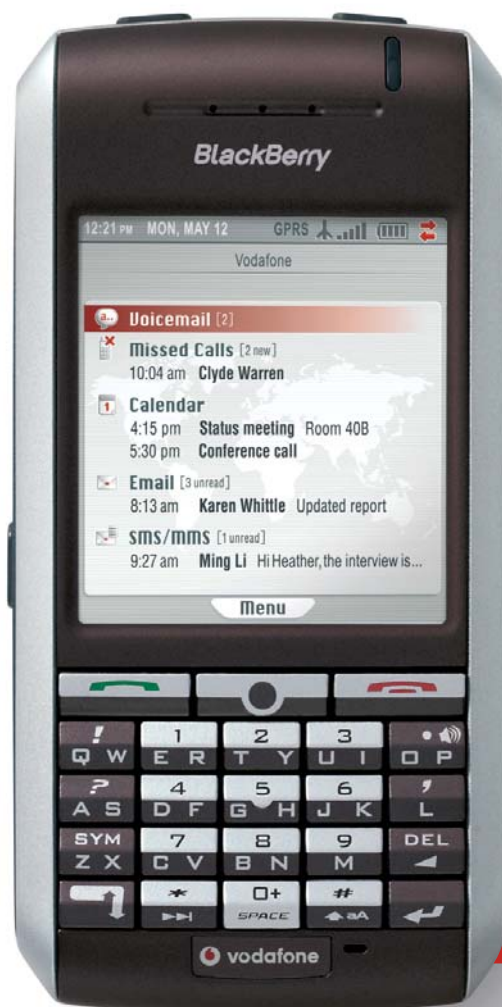 BlackBerry
12:21 PM MON, MAY 12 GPRS
Vodafone
Voicemail [2]
Missed Calls [2 new]
10:04 am Clyde Warren
1 Calendar
4:15 pm Status meeting Room 40B
5:30 pm Conference call
Email [3 unread]
8:13 am Karen Whittle Updated report
sms/mms [1 unread]
9:27 am Ming Li Hi Heather, the interview is...
Menu
! 1 2 3 •
Q W E R T Y U I O P
? 4 5 6 ,
A S D F G H J K L
SYM 7 8 9 DEL
Z X C V B N M
* 0+ #
SPACE aA
vodafone